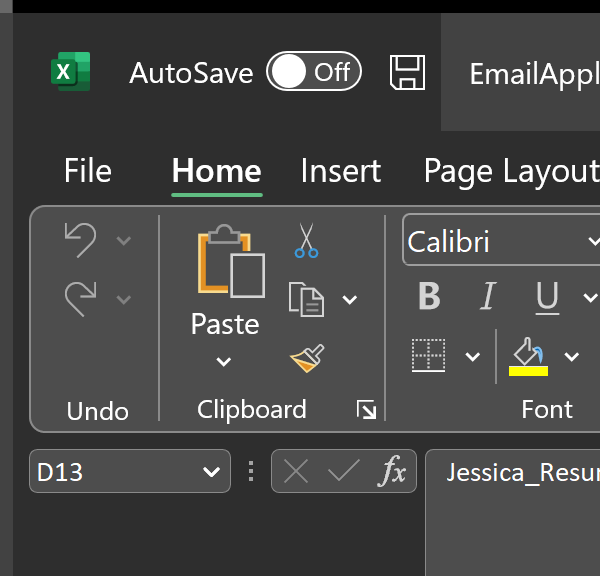 X
AutoSave Off EmailAppl
File Home Insert Page Layout
Calibri
B I U
Paste
Undo Clipboard Font
D13 fx Jessica_Resur